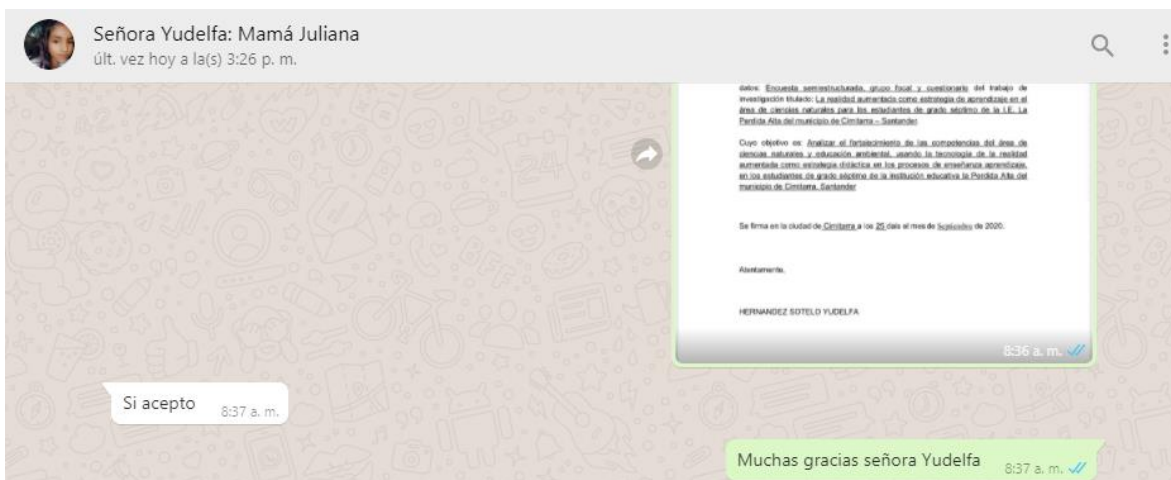 Señora Yudelfa: Mamá Juliana
últ. vez hoy a la(s) 3:26 p. m.
datos: Encuesta semiestructurada, grupo focal y cuestionario del trabajo de
investigación titulado: La realidad aumentada como estrategia de aprendizaje en el
área de ciencias naturales para los estudiantes de grado séptimo de la I.E. La
Perdida Alta del municipio de Cimitarra – Santander
Cuyo objetivo es: Analizar el fortalecimiento de las competencias del área de
ciencias naturales y educación ambiental, usando la tecnología de la realidad
aumentada como estrategia didáctica en los procesos de enseñanza aprendizaje,
en los estudiantes de grado séptimo de la institución educativa la Perdida Alta del
municipio de Cimitarra, Santander
Se firma en la ciudad de Cimitarra a los 25 dais el mes de Septiembre de 2020.
Atentamente,
HERNANDEZ SOTELO YUDELFA
8:36 a. m.
Si acepto
8:37 a. m.
Muchas gracias señora Yudelfa
8:37 a. m.